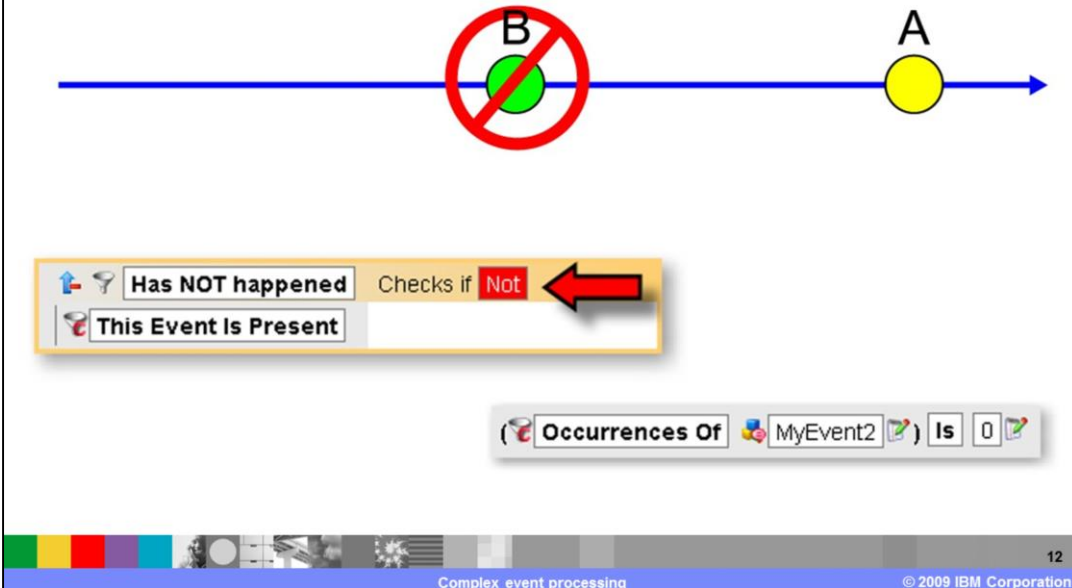 B A
Has NOT happened Checks if Not
This Event Is Present
( Occurrences Of MyEvent2 ) Is 0
12
Complex event processing © 2009 IBM Corporation